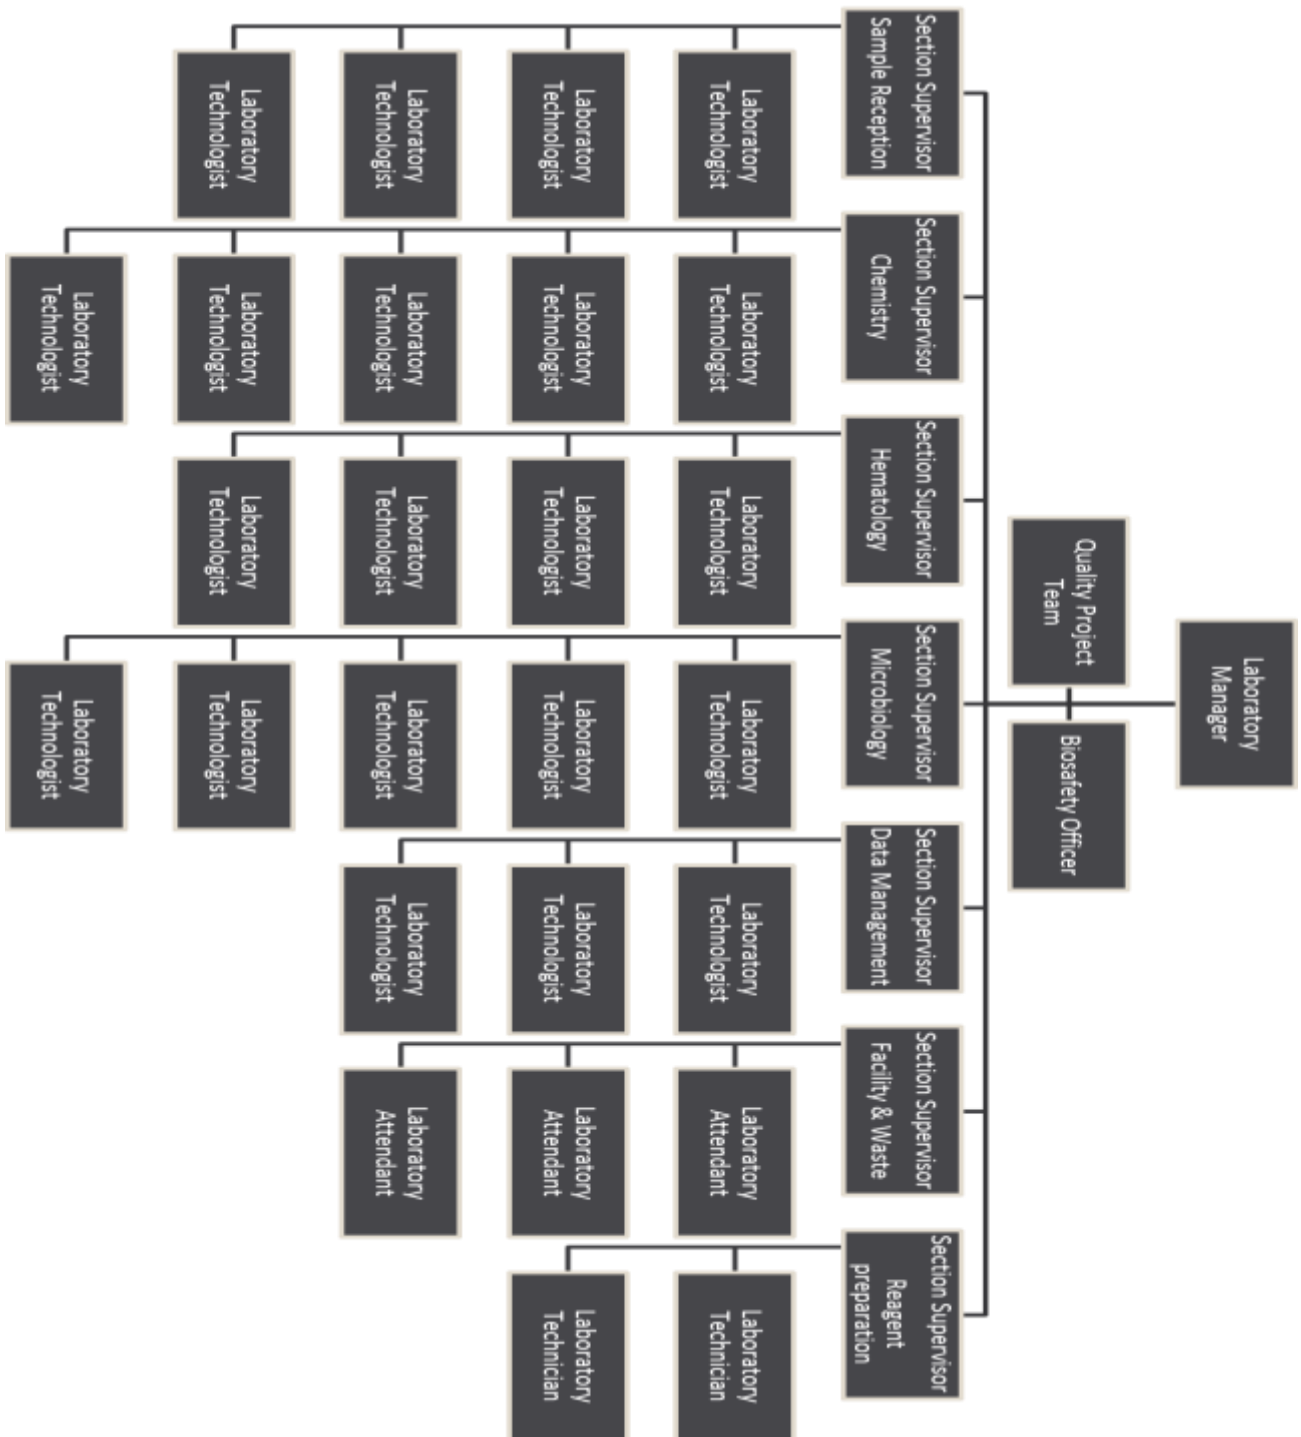 Laboratory
Manager
Quality Project
Team
Biosafety Officer
Section Supervisor
Sample Reception
Section Supervisor
Chemistry
Section Supervisor
Hematology
Section Supervisor
Microbiology
Section Supervisor
Data Management
Section Supervisor
Facility & Waste
Section Supervisor
Reagent
preparation
Laboratory
Technologist
Laboratory
Technologist
Laboratory
Technologist
Laboratory
Technologist
Laboratory
Technologist
Laboratory
Attendant
Laboratory
Technician
Laboratory
Technologist
Laboratory
Technologist
Laboratory
Technologist
Laboratory
Technologist
Laboratory
Technologist
Laboratory
Attendant
Laboratory
Technician
Laboratory
Technologist
Laboratory
Technologist
Laboratory
Technologist
Laboratory
Technologist
Laboratory
Technologist
Laboratory
Attendant
Laboratory
Technologist
Laboratory
Technologist
Laboratory
Technologist
Laboratory
Technologist
Laboratory
Technologist
Laboratory
Technologist